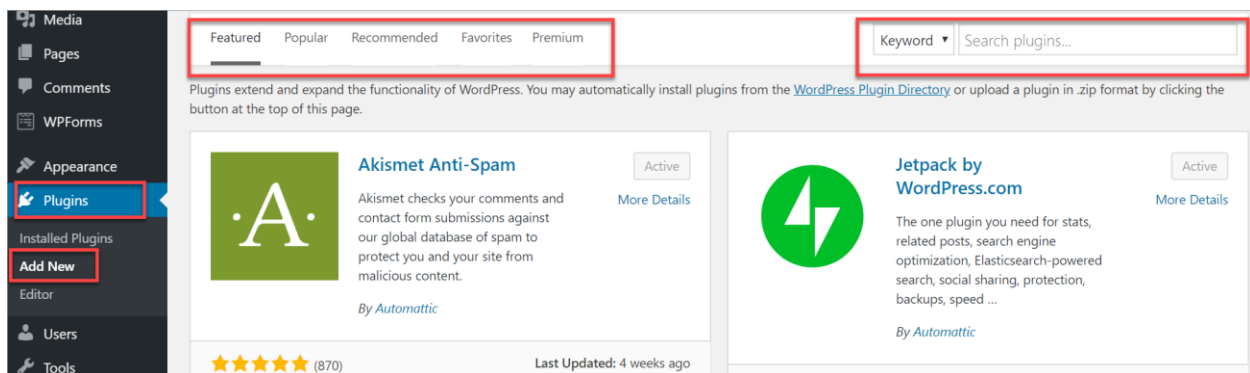 Media
Pages
Comments
WPForms
Appearance
Plugins
Installed Plugins
Add New
Editor
Users
Tools
Featured Popular Recommended Favorites Premium
Keyword ▼ Search plugins...
Plugins extend and expand the functionality of WordPress. You may automatically install plugins from the WordPress Plugin Directory or upload a plugin in .zip format by clicking the
button at the top of this page.
·A·
Akismet Anti-Spam
Active
More Details
Akismet checks your comments and
contact form submissions against
our global database of spam to
protect you and your site from
malicious content.
By Automattic
(870)
Last Updated: 4 weeks ago
Jetpack by
WordPress.com
Active
More Details
The one plugin you need for stats,
related posts, search engine
optimization, Elasticsearch-powered
search, social sharing, protection,
backups, speed ...
By Automattic